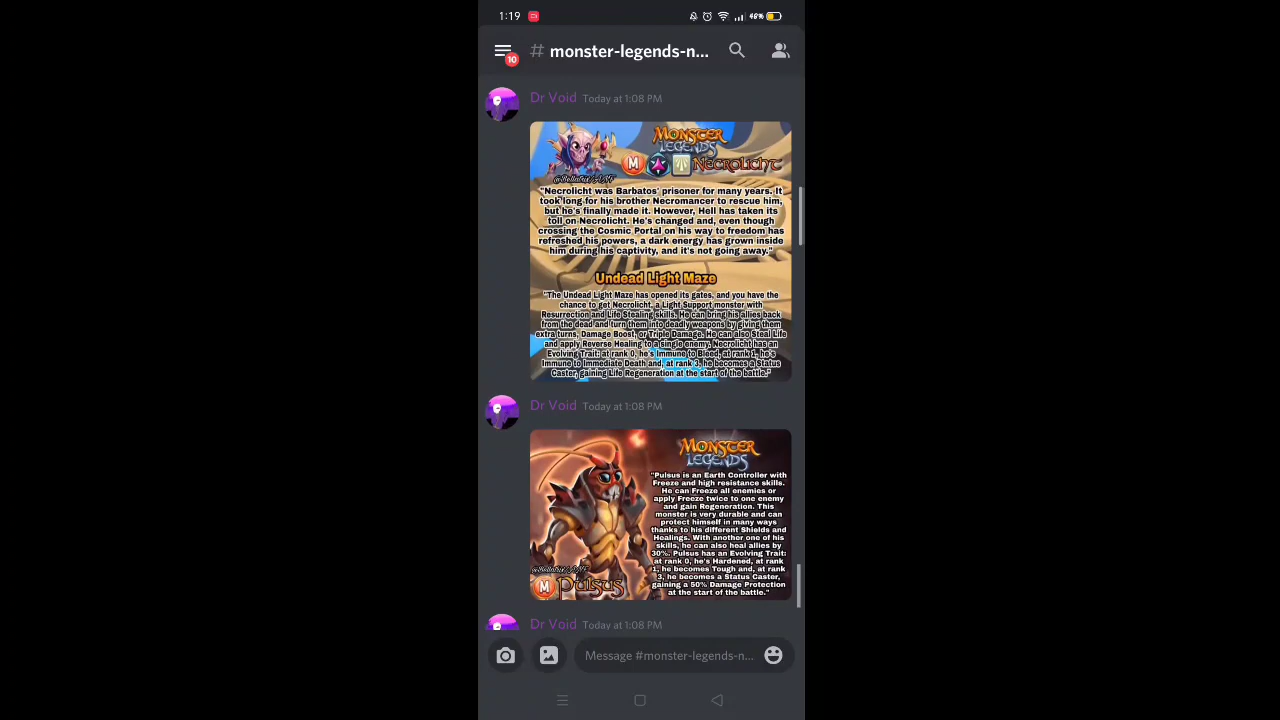 1:19
48%
10
# monster-legends-n...
Dr Void Today at 1:08 PM
MONSTER
LEGENDS
M NECROLICHT
"Necrolicht was Barbatos' prisoner for many years. It
took long for his brother Necromancer to rescue him,
but he's finally made it. However, Hell has taken its
toll on Necrolicht. He's changed and, even though
crossing the Cosmic Portal on his way to freedom has
refreshed his powers, a dark energy has grown inside
him during his captivity, and it's not going away."
Undead Light Maze
"The Undead Light Maze has opened its gates, and you have the
chance to get Necrolicht, a Light Support monster with
Resurrection and Life Stealing skills. He can bring his allies back
from the dead and turn them into deadly weapons by giving them
extra turns, Damage Boost, or Triple Damage. He can also Steal Life
and apply Reverse Healing to a single enemy. Necrolicht has an
Evolving Trait: at rank 0, he's Immune to Bleed, at rank 1, he's
Immune to Immediate Death and, at rank 3, he becomes a Status
Caster, gaining Life Regeneration at the start of the battle."
Dr Void Today at 1:08 PM
MONSTER
LEGENDS
"Pulsus is an Earth Controller with
Freeze and high resistance skills.
He can Freeze all enemies or
apply Freeze twice to one enemy
and gain Regeneration. This
monster is very durable and can
protect himself in many ways
thanks to his different Shields and
Healings. With another one of his
skills, he can also heal allies by
30%. Pulsus has an Evolving Trait:
at rank 0, he's Hardened, at rank
1, he becomes Tough and, at rank
3, he becomes a Status Caster,
gaining a 50% Damage Protection
at the start of the battle."
M PULSUS
Dr Void Today at 1:08 PM
Message #monster-legends-n...